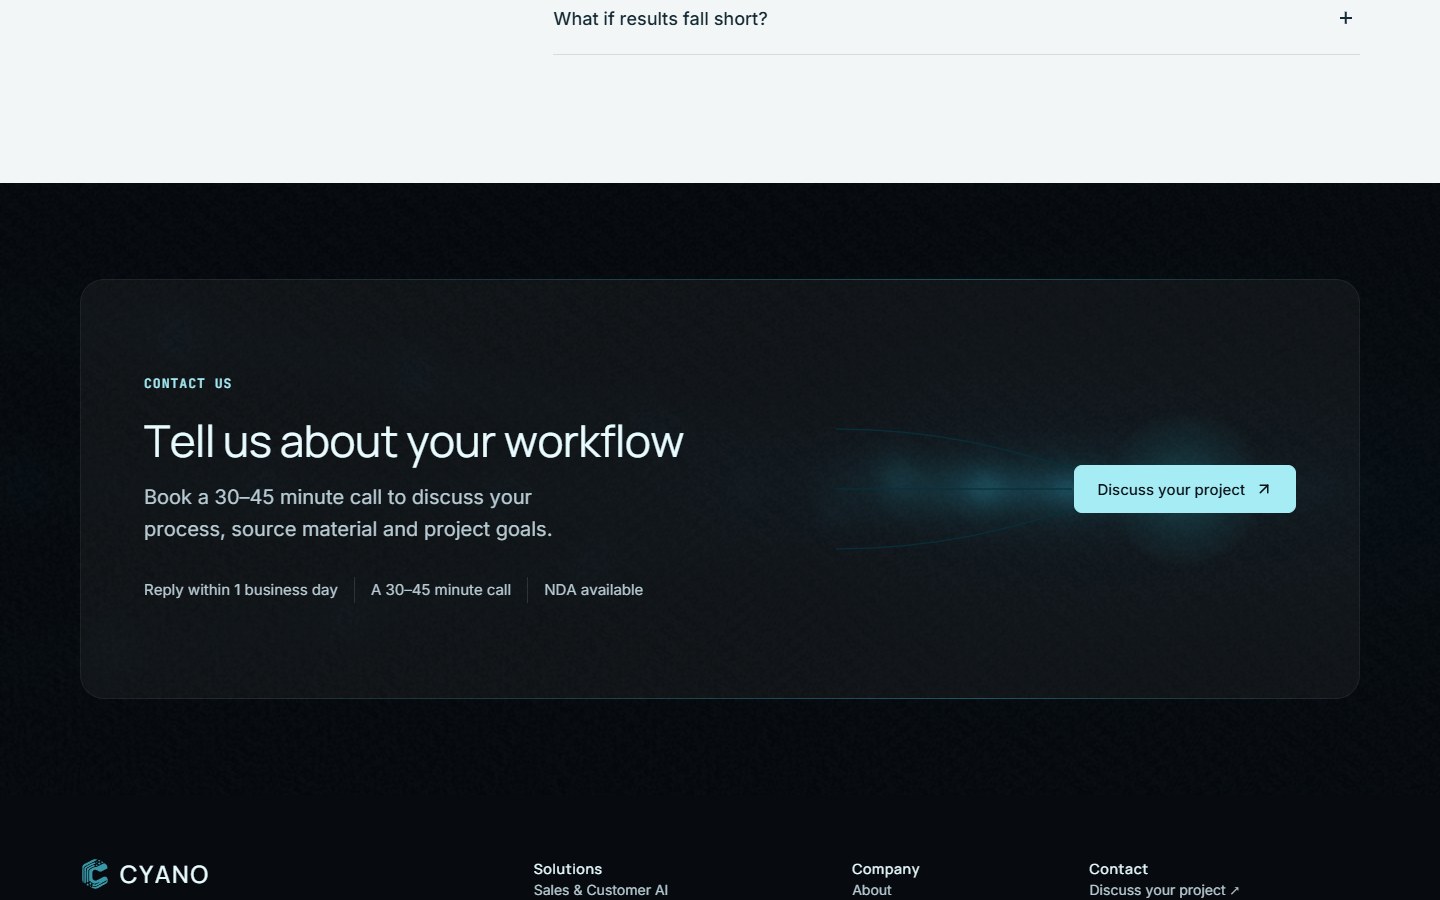 What if results fall short?
CONTACT US
Tell us about your workflow
Book a 30–45 minute call to discuss your
process, source material and project goals.
Discuss your project
Reply within 1 business day
A 30–45 minute call
NDA available
CYANO
Solutions
Sales & Customer AI
Company
About
Contact
Discuss your project ↗